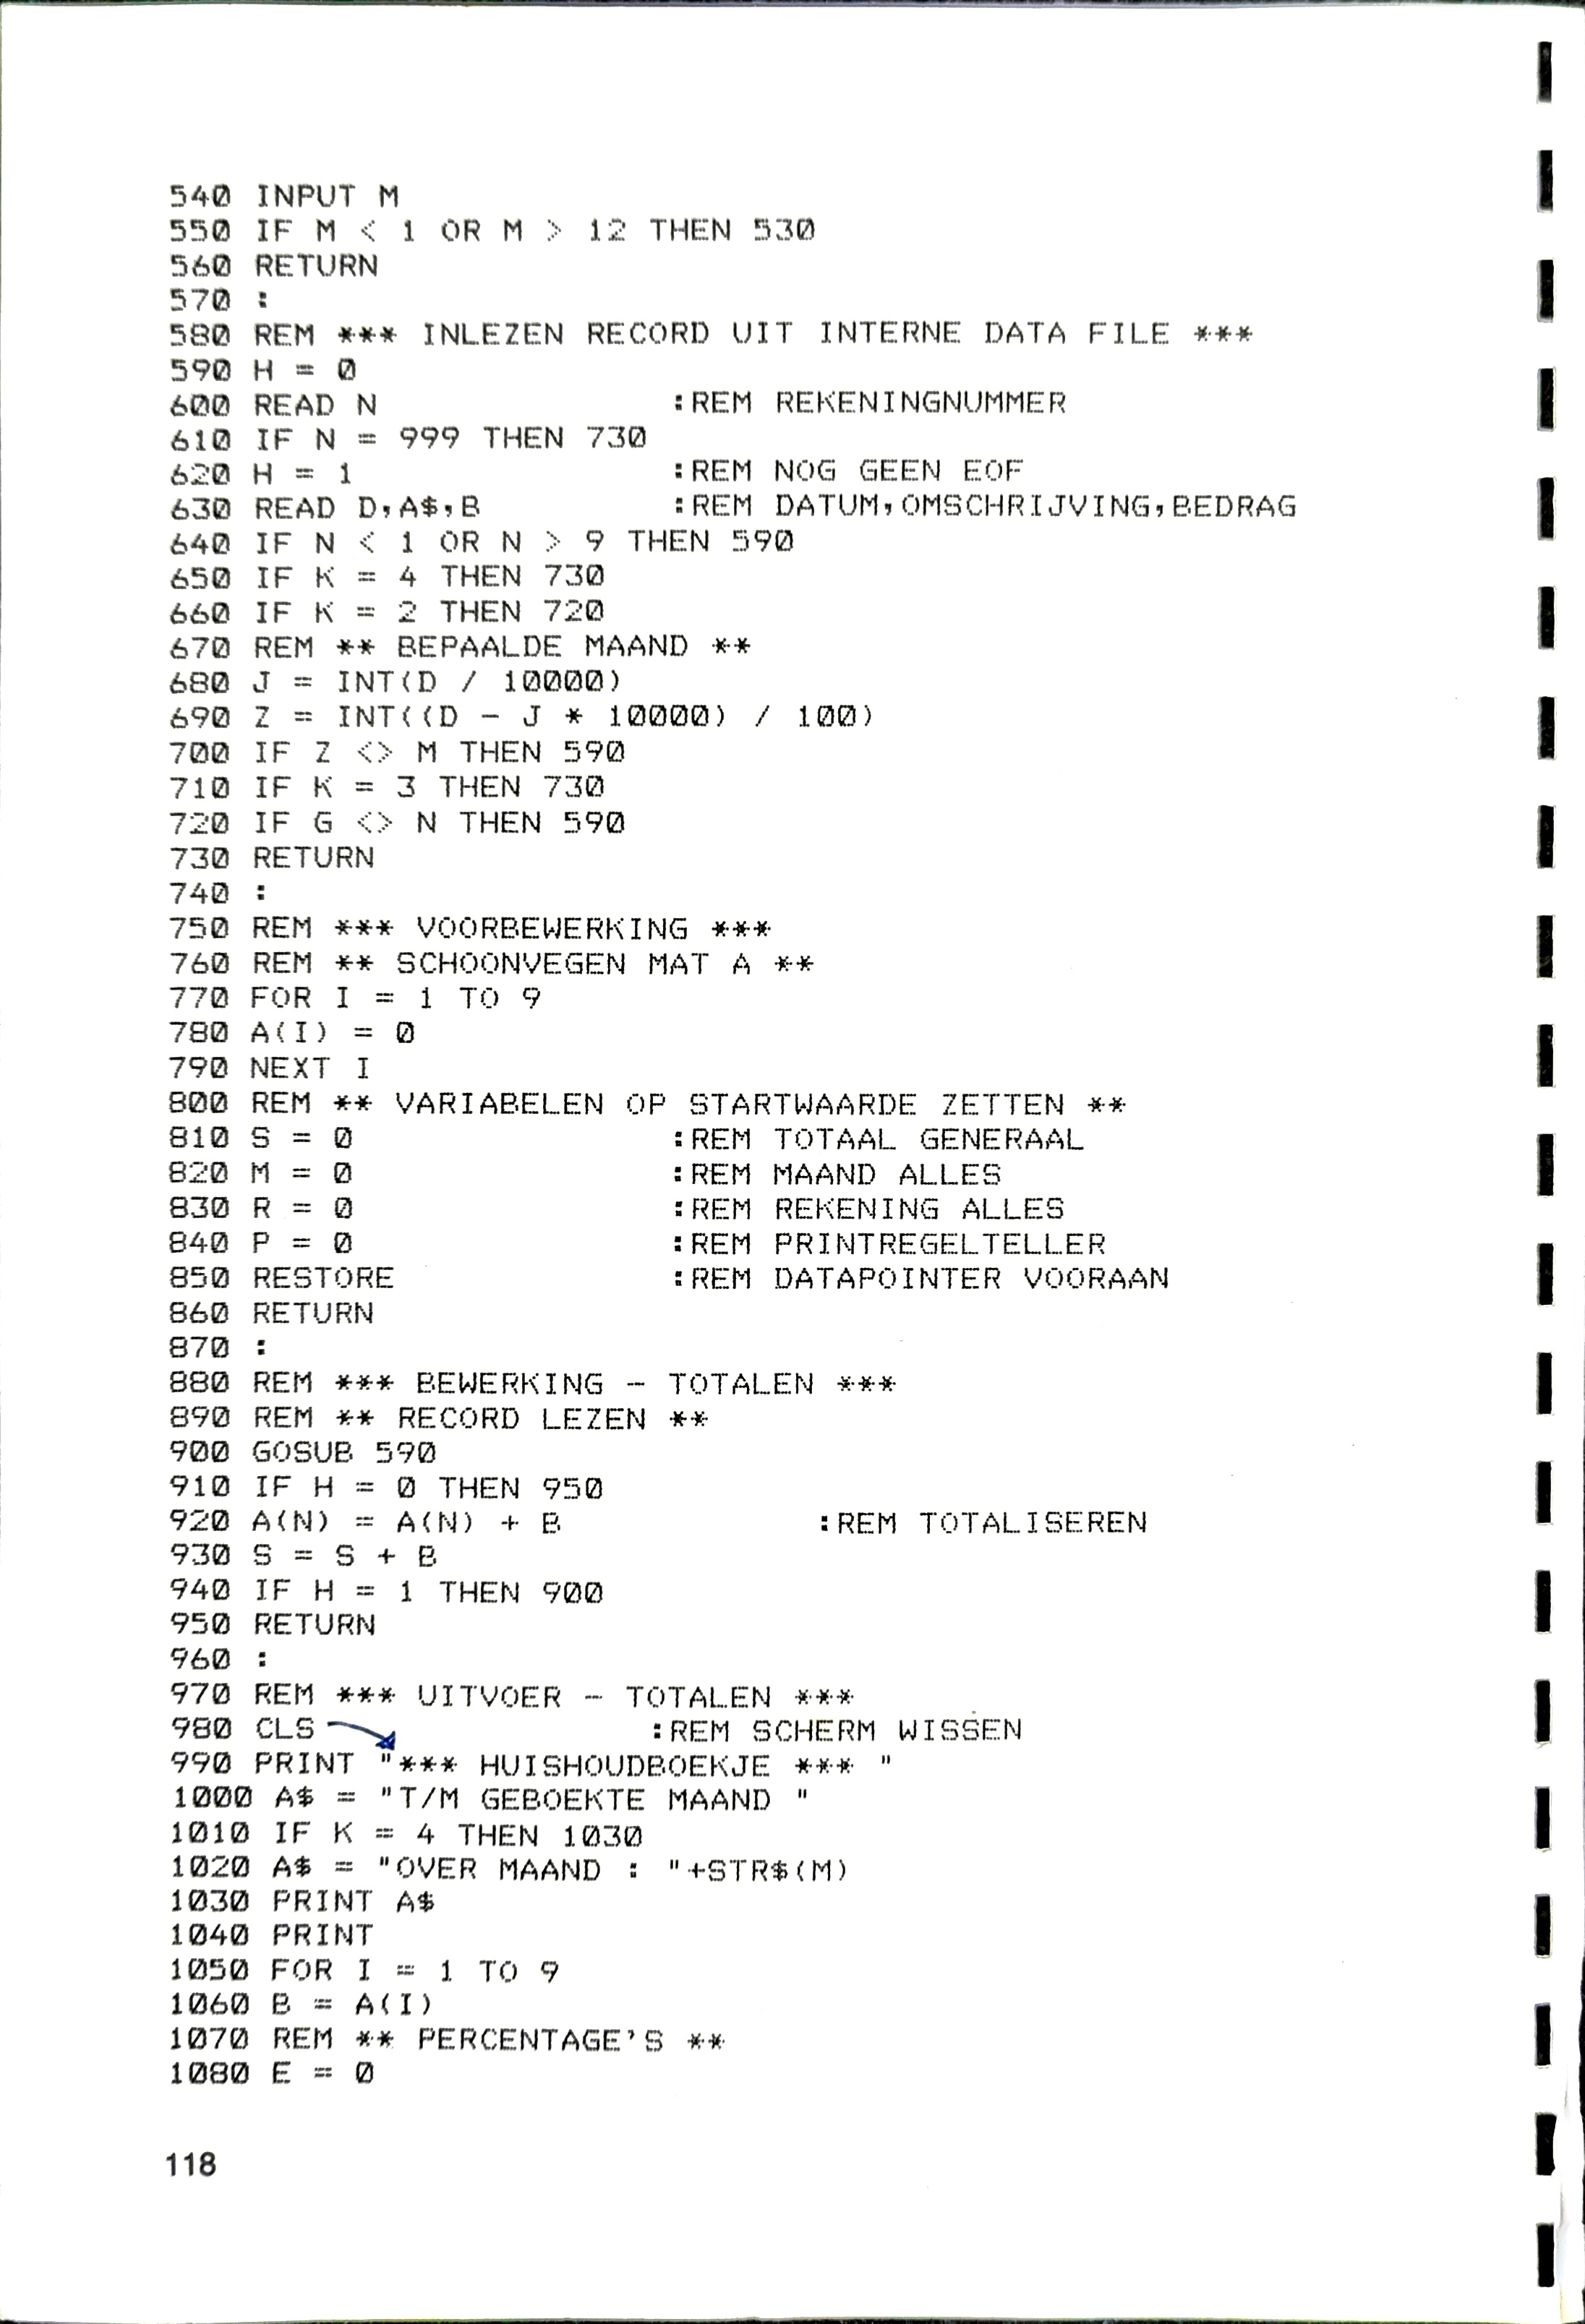 540 INPUT M
550 IF M < 1 OR M > 12 THEN 530
560 RETURN
570 :
580 REM *** INLEZEN RECORD UIT INTERNE DATA FILE ***
590 H = 0
600 READ N :REM REKENINGNUMMER
610 IF N = 999 THEN 730
620 H = 1 :REM NOG GEEN EOF
630 READ D,A$,B :REM DATUM,OMSCHRIJVING,BEDRAG
640 IF N < 1 OR N > 9 THEN 590
650 IF K = 4 THEN 730
660 IF K = 2 THEN 720
670 REM ** BEPAALDE MAAND **
680 J = INT(D / 10000)
690 Z = INT((D - J * 10000) / 100)
700 IF Z <> M THEN 590
710 IF K = 3 THEN 730
720 IF G <> N THEN 590
730 RETURN
740 :
750 REM *** VOORBEWERKING ***
760 REM ** SCHOONVEGEN MAT A **
770 FOR I = 1 TO 9
780 A(I) = 0
790 NEXT I
800 REM ** VARIABELEN OP STARTWAARDE ZETTEN **
810 S = 0 :REM TOTAAL GENERAAL
820 M = 0 :REM MAAND ALLES
830 R = 0 :REM REKENING ALLES
840 P = 0 :REM PRINTREGELTELLER
850 RESTORE :REM DATAPOINTER VOORAAN
860 RETURN
870 :
880 REM *** BEWERKING - TOTALEN ***
890 REM ** RECORD LEZEN **
900 GOSUB 590
910 IF H = 0 THEN 950
920 A(N) = A(N) + B :REM TOTALISEREN
930 S = S + B
940 IF H = 1 THEN 900
950 RETURN
960 :
970 REM *** UITVOER - TOTALEN ***
980 CLS :REM SCHERM WISSEN
990 PRINT "*** HUISHOUDBOEKJE *** "
1000 A$ = "T/M GEBOEKTE MAAND "
1010 IF K = 4 THEN 1030
1020 A$ = "OVER MAAND : "+STR$(M)
1030 PRINT A$
1040 PRINT
1050 FOR I = 1 TO 9
1060 B = A(I)
1070 REM ** PERCENTAGE'S **
1080 E = 0
118